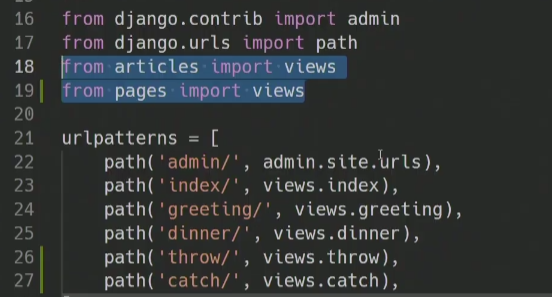 16 from django.contrib import admin
17 from django.urls import path
18 from articles import views
19 from pages import views
20
21 urlpatterns = [
22     path('admin/', admin.site.urls),
23     path('index/', views.index),
24     path('greeting/', views.greeting),
25     path('dinner/', views.dinner),
26     path('throw/', views.throw),
27     path('catch/', views.catch),